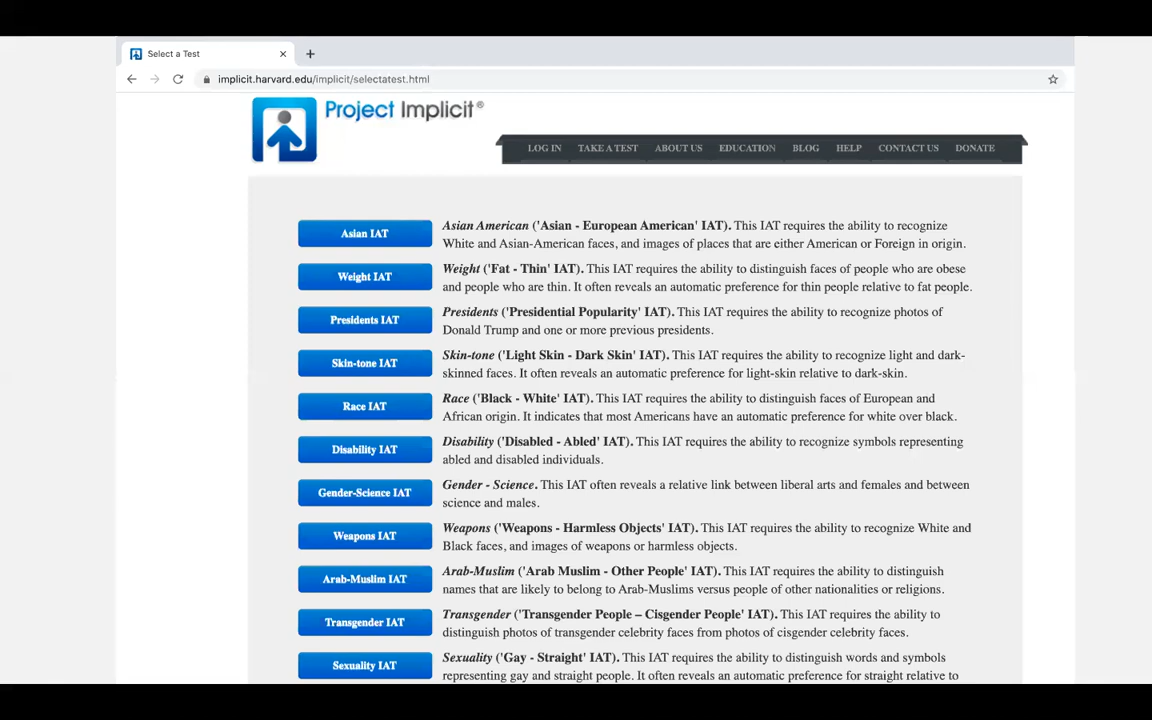 Select a Test
implicit.harvard.edu/implicit/selectatest.html
Project Implicit®
LOG IN TAKE A TEST ABOUT US EDUCATION BLOG HELP CONTACT US DONATE
Asian IAT
Asian American ('Asian - European American' IAT). This IAT requires the ability to recognize
White and Asian-American faces, and images of places that are either American or Foreign in origin.
Weight IAT
Weight ('Fat - Thin' IAT). This IAT requires the ability to distinguish faces of people who are obese
and people who are thin. It often reveals an automatic preference for thin people relative to fat people.
Presidents IAT
Presidents ('Presidential Popularity' IAT). This IAT requires the ability to recognize photos of
Donald Trump and one or more previous presidents.
Skin-tone IAT
Skin-tone ('Light Skin - Dark Skin' IAT). This IAT requires the ability to recognize light and dark-
skinned faces. It often reveals an automatic preference for light-skin relative to dark-skin.
Race IAT
Race ('Black - White' IAT). This IAT requires the ability to distinguish faces of European and
African origin. It indicates that most Americans have an automatic preference for white over black.
Disability IAT
Disability ('Disabled - Abled' IAT). This IAT requires the ability to recognize symbols representing
abled and disabled individuals.
Gender-Science IAT
Gender - Science. This IAT often reveals a relative link between liberal arts and females and between
science and males.
Weapons IAT
Weapons ('Weapons - Harmless Objects' IAT). This IAT requires the ability to recognize White and
Black faces, and images of weapons or harmless objects.
Arab-Muslim IAT
Arab-Muslim ('Arab Muslim - Other People' IAT). This IAT requires the ability to distinguish
names that are likely to belong to Arab-Muslims versus people of other nationalities or religions.
Transgender IAT
Transgender ('Transgender People – Cisgender People' IAT). This IAT requires the ability to
distinguish photos of transgender celebrity faces from photos of cisgender celebrity faces.
Sexuality IAT
Sexuality ('Gay - Straight' IAT). This IAT requires the ability to distinguish words and symbols
representing gay and straight people. It often reveals an automatic preference for straight relative to